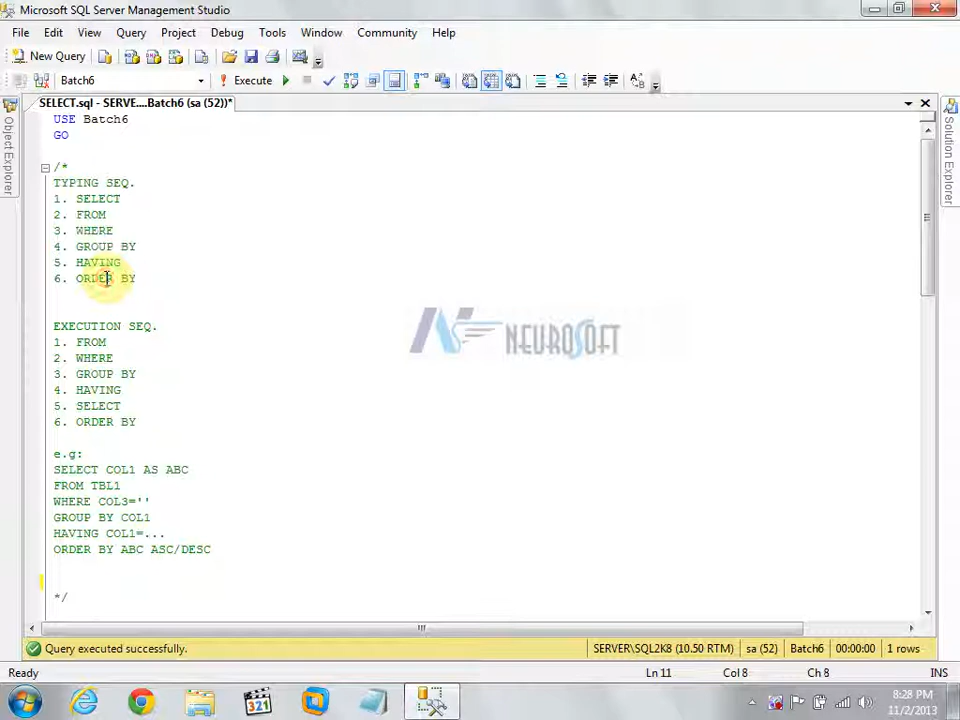 Microsoft SQL Server Management Studio
File Edit View Query Project Debug Tools Window Community Help
New Query
Batch6 Execute
SELECT.sql - SERVE....Batch6 (sa (52))*
Object Explorer
Solution Explorer
USE Batch6
GO
/*
TYPING SEQ.
1. SELECT
2. FROM
3. WHERE
4. GROUP BY
5. HAVING
6. ORDER BY
EXECUTION SEQ.
1. FROM
2. WHERE
3. GROUP BY
4. HAVING
5. SELECT
6. ORDER BY
e.g:
SELECT COL1 AS ABC
FROM TBL1
WHERE COL3=''
GROUP BY COL1
HAVING COL1=...
ORDER BY ABC ASC/DESC
*/
NEUROSOFT
Query executed successfully. SERVER\SQL2K8 (10.50 RTM) sa (52) Batch6 00:00:00 1 rows
Ready Ln 11 Col 8 Ch 8 INS
321
8:28 PM
11/2/2013